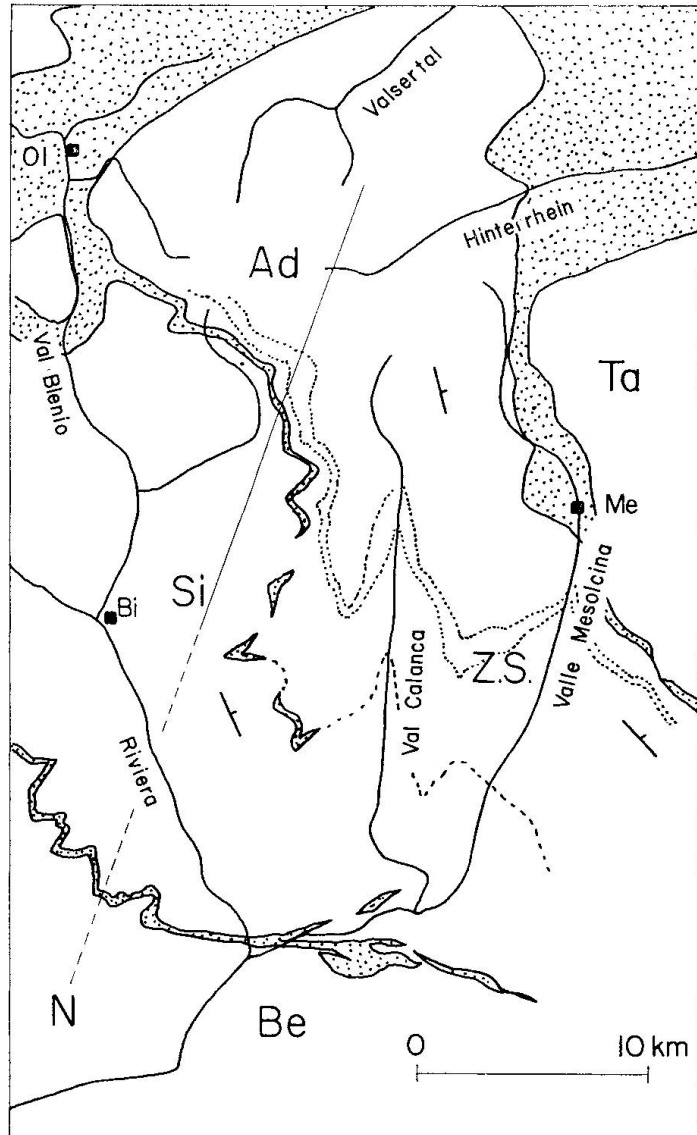 Valsertal
Ol
Hinterrhein
Ad
Val Blenio
Ta
Me
Si
Bi
Valle Mesolcina
Z.S.
Val Calanca
Riviera
N
Be
0
10 km